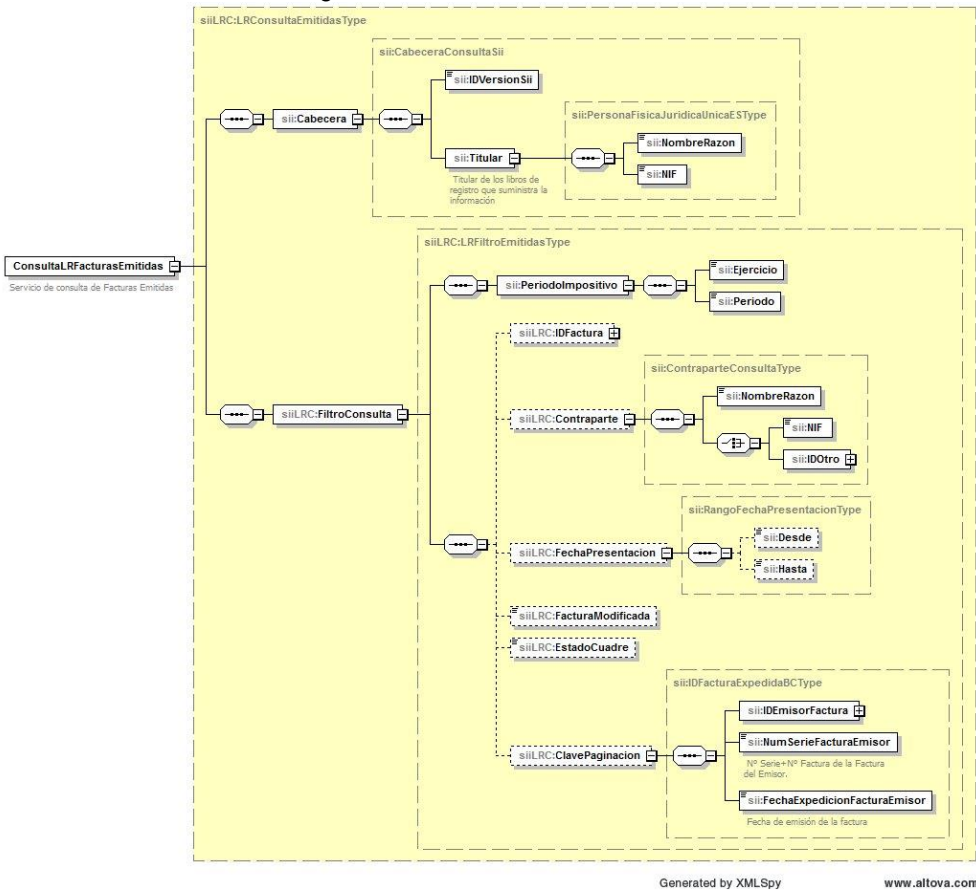 siiLRC:LRConsultaEmitidasType
sii:CabeceraConsultaSii
sii:IDVersionSii
sii:PersonaFisicaJuridicaUnicaESType
sii:Cabecera
sii:NombreRazon
sii:Titular
sii:NIF
Titular de los libros de
registro que suministra la
información
siiLRC:LRFiltroEmitidasType
ConsultaLRFacturasEmitidas
Servicio de consulta de Facturas Emitidas
sii:PeriodoImpositivo
sii:Ejercicio
sii:Periodo
siiLRC:IDFactura
sii:ContraparteConsultaType
sii:NombreRazon
siiLRC:FiltroConsulta
siiLRC:Contraparte
sii:NIF
sii:IDOtro
sii:RangoFechaPresentacionType
sii:Desde
siiLRC:FechaPresentacion
sii:Hasta
siiLRC:FacturaModificada
siiLRC:EstadoCuadre
sii:IDFacturaExpedidaBCType
sii:IDEmisorFactura
sii:NumSerieFacturaEmisor
siiLRC:ClavePaginacion
Nº Serie+Nº Factura de la Factura
del Emisor.
sii:FechaExpedicionFacturaEmisor
Fecha de emisión de la factura
Generated by XMLSpy
www.altova.com